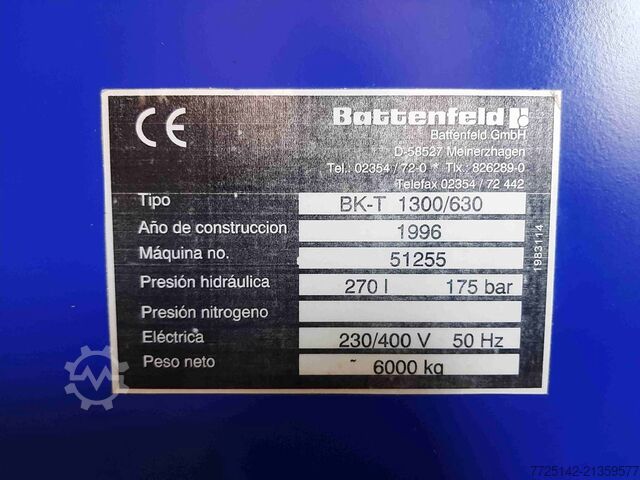 CE
Battenfeld
Battenfeld GmbH
D-58527 Meinerzhagen
Tel.: 02354 / 72-0 * Tlx.: 826289-0
Telefax 02354 / 72 442
Tipo BK-T 1300/630
Año de construccion 1996
Máquina no. 51255
Presión hidráulica 270 l 175 bar
Presión nitrogeno
Eléctrica 230/400 V 50 Hz
Peso neto ~ 6000 kg
1983114
7725142-21359577